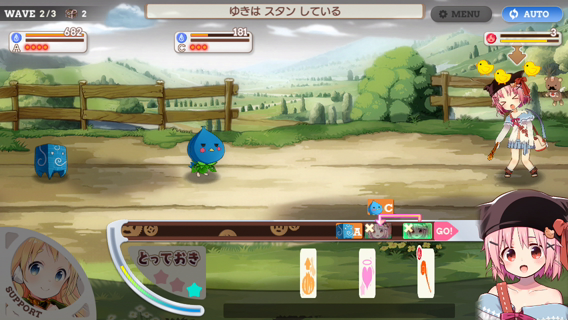 WAVE 2/3 2
ゆきは スタン している
MENU
AUTO
682
A
181
C
3
C
A
GO!
とっておき
SUPPORT